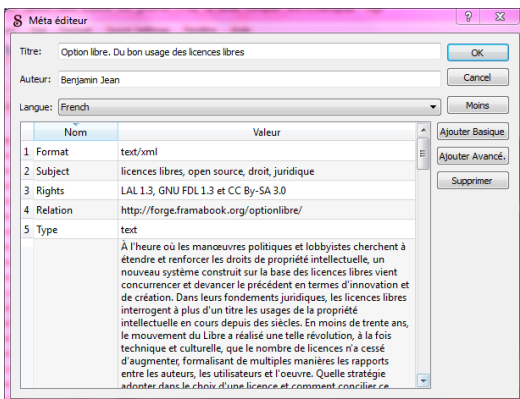 Méta éditeur
Titre: Option libre. Du bon usage des licences libres OK
Auteur: Benjamin Jean Cancel
Langue: French Moins
Nom Valeur Ajouter Basique
1 Format text/xml
Ajouter Avancé.
2 Subject licences libres, open source, droit, juridique
Supprimer
3 Rights LAL 1.3, GNU FDL 1.3 et CC By-SA 3.0
4 Relation http://forge.framabook.org/optionlibre/
5 Type text
À l'heure où les manœuvres politiques et lobbyistes cherchent à
étendre et renforcer les droits de propriété intellectuelle, un
nouveau système construit sur la base des licences libres vient
concurrencer et devancer le précédent en termes d'innovation et
de création. Dans leurs fondements juridiques, les licences libres
interrogent à plus d'un titre les usages de la propriété
intellectuelle en cours depuis des siècles. En moins de trente ans,
le mouvement du Libre a réalisé une telle révolution, à la fois
technique et culturelle, que le nombre de licences n'a cessé
d'augmenter, formalisant de multiples manières les rapports
entre les auteurs, les utilisateurs et l'oeuvre. Quelle stratégie
adopter dans le choix d'une licence et comment concilier ce